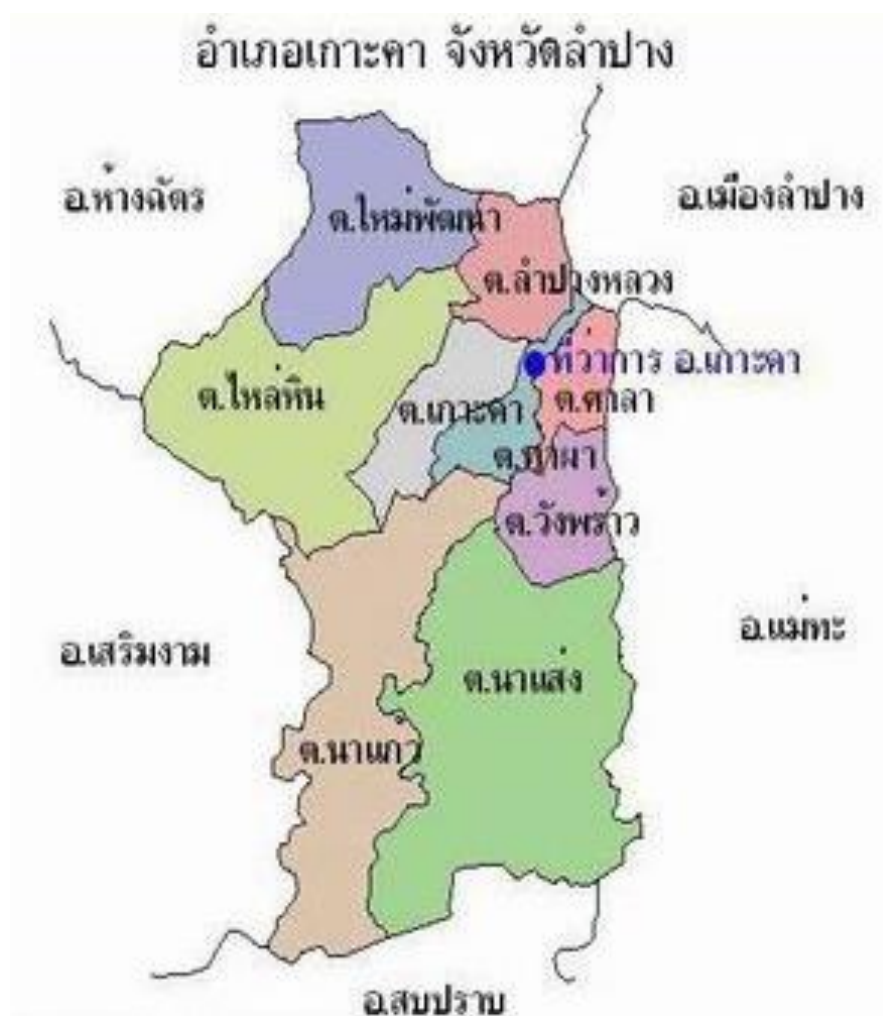 อำเภอเกาะคา จังหวัดลำปาง
อ.ห้างฉัตร
อ.เมืองลำปาง
ต.ใหม่พัฒนา
ต.ลำปางหลวง
ที่ว่าการ อ.เกาะคา
ต.ไหล่หิน
ต.เกาะคา
ต.ศาลา
ต.ท่าผา
ต.วังพร้าว
อ.แม่ทะ
อ.เสริมงาม
ต.นาแส่ง
ต.นาแก้ว
อ.สบปราบ